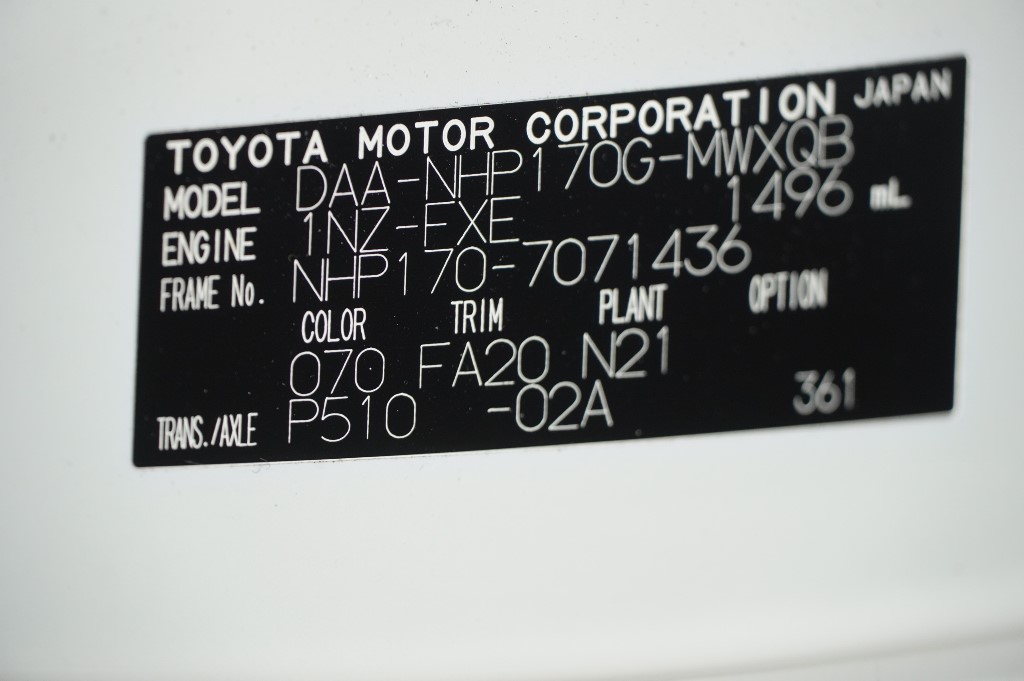 TOYOTA MOTOR CORPORATION JAPAN
MODEL DAA-NHP170G-MWXQB
ENGINE 1NZ-FXE 1496 mL
FRAME No. NHP170-7071436
COLOR TRIM PLANT OPTION
070 FA20 N21
TRANS./AXLE P510 -02A 361